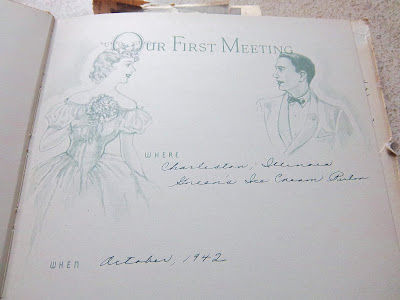 OUR FIRST MEETING
WHERE
Charleston, Illinois
Green's Ice Cream Parlor
WHEN October, 1942